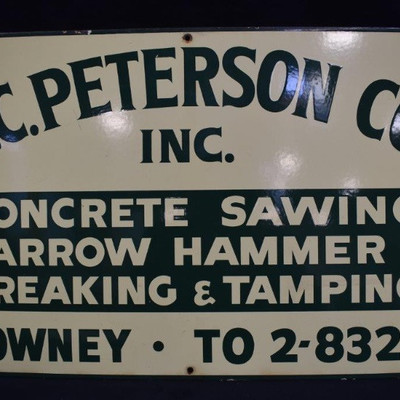 C. PETERSON CO
INC.
ONCRETE SAWING
ARROW HAMMER
REAKING & TAMPING
OWNEY • TO 2-832